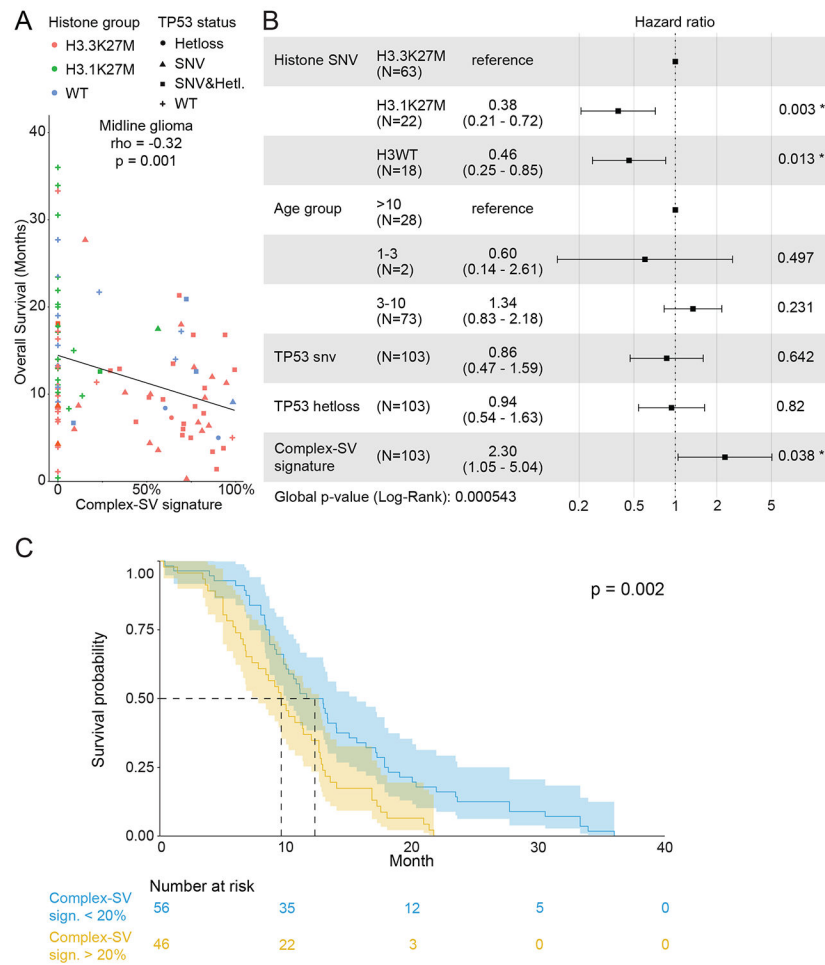 A
Histone group
H3.3K27M
H3.1K27M
WT
TP53 status
Hetloss
SNV
SNV&Hetl.
WT
Midline glioma
rho = -0.32
p = 0.001
Overall Survival (Months)
40
30
20
10
0
0
50%
100%
Complex-SV signature
B
Hazard ratio
Histone SNV
H3.3K27M
(N=63)
reference
H3.1K27M
(N=22)
0.38
(0.21 - 0.72)
0.003 *
H3WT
(N=18)
0.46
(0.25 - 0.85)
0.013 *
Age group
>10
(N=28)
reference
1-3
(N=2)
0.60
(0.14 - 2.61)
0.497
3-10
(N=73)
1.34
(0.83 - 2.18)
0.231
TP53 snv
(N=103)
0.86
(0.47 - 1.59)
0.642
TP53 hetloss
(N=103)
0.94
(0.54 - 1.63)
0.82
Complex-SV
signature
(N=103)
2.30
(1.05 - 5.04)
0.038 *
Global p-value (Log-Rank): 0.000543
0.2
0.5
1
2
5
C
p = 0.002
Survival probability
1.00
0.75
0.50
0.25
0.00
0
10
20
30
40
Month
Number at risk
Complex-SV
sign. < 20%
56
35
12
5
0
Complex-SV
sign. > 20%
46
22
3
0
0